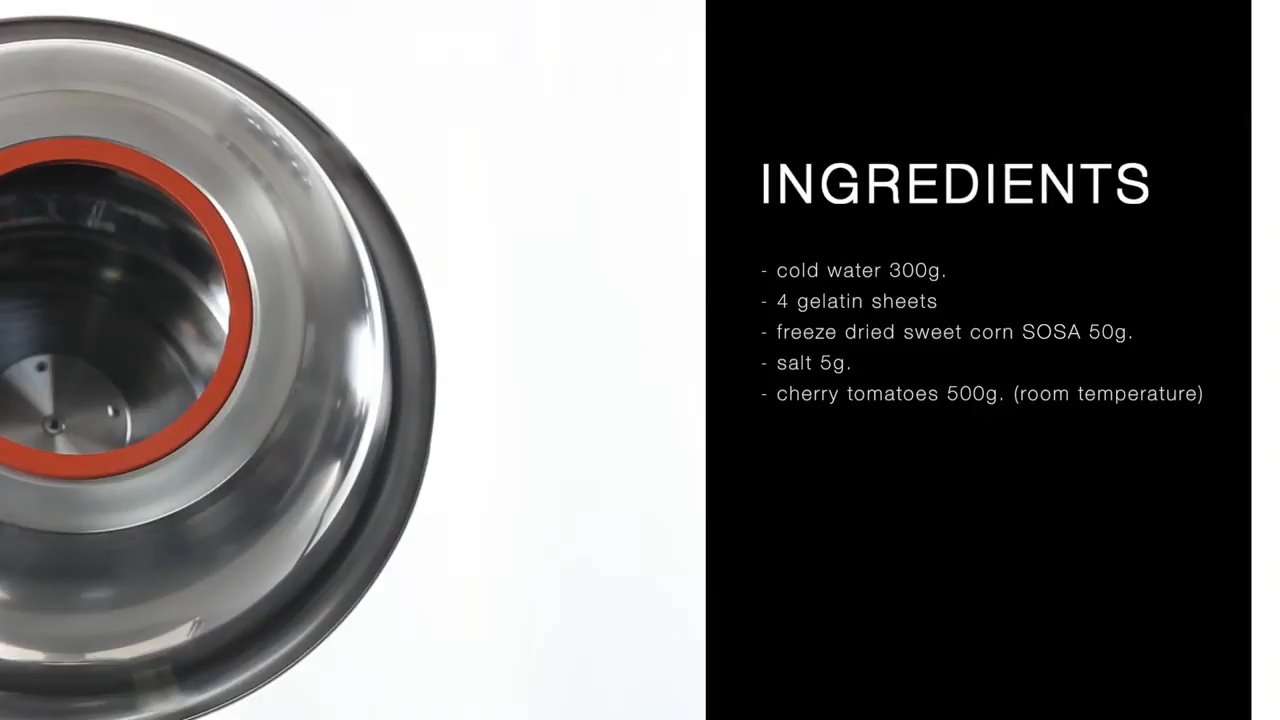 INGREDIENTS
- cold water 300g.
- 4 gelatin sheets
- freeze dried sweet corn SOSA 50g.
- salt 5g.
- cherry tomatoes 500g. (room temperature)